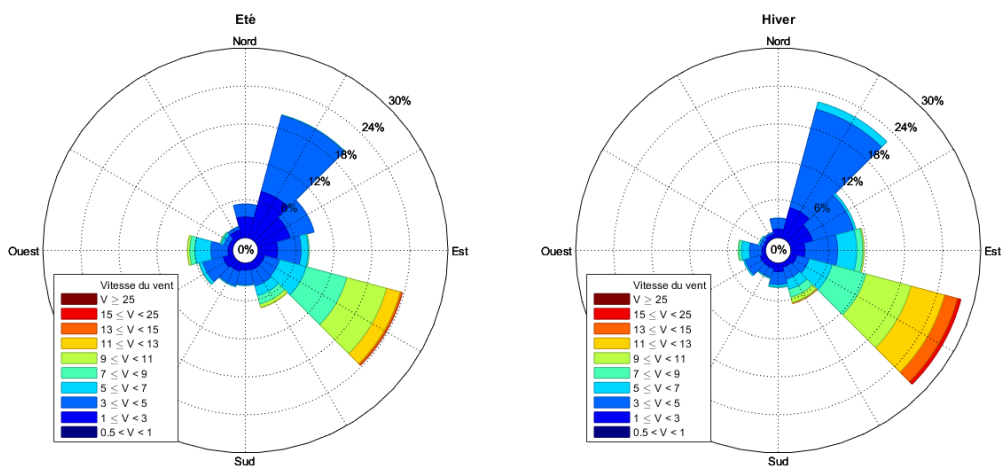 Eté
Nord
30%
24%
18%
12%
6%
0%
Ouest
Est
Vitesse du vent
V ≥ 25
15 ≤ V < 25
13 ≤ V < 15
11 ≤ V < 13
9 ≤ V < 11
7 ≤ V < 9
5 ≤ V < 7
3 ≤ V < 5
1 ≤ V < 3
0.5 < V < 1
Sud
Hiver
Nord
30%
24%
18%
12%
6%
0%
Ouest
Est
Vitesse du vent
V ≥ 25
15 ≤ V < 25
13 ≤ V < 15
11 ≤ V < 13
9 ≤ V < 11
7 ≤ V < 9
5 ≤ V < 7
3 ≤ V < 5
1 ≤ V < 3
0.5 < V < 1
Sud